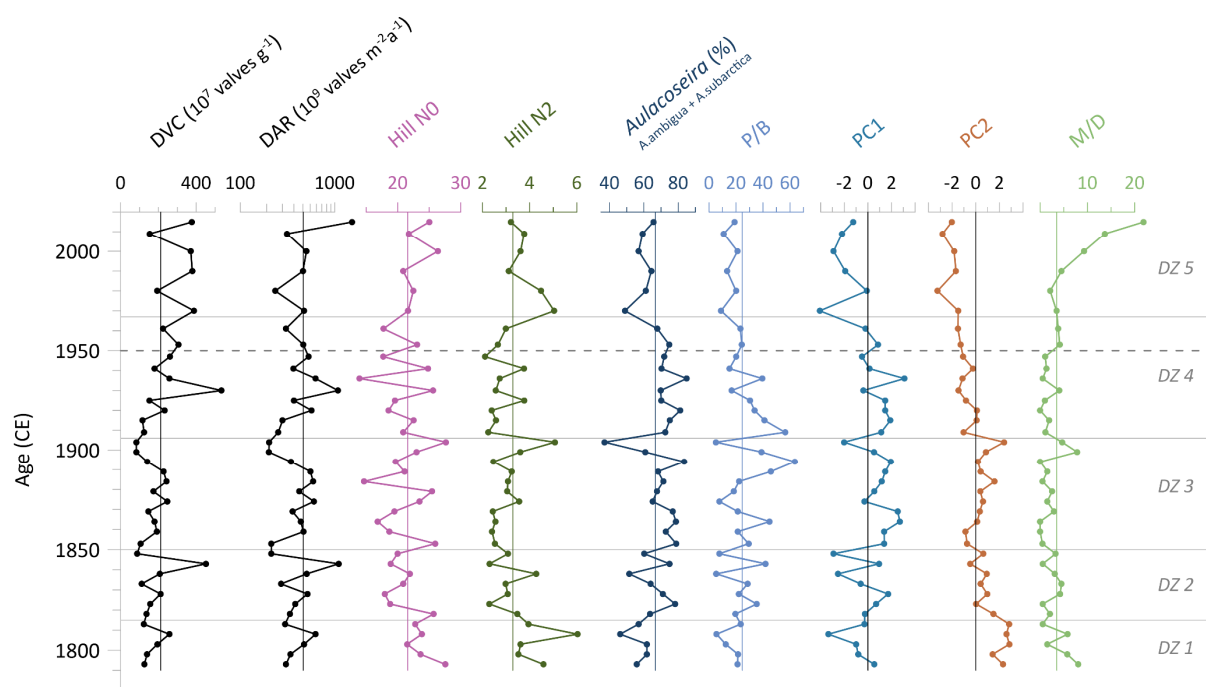 DVC (10⁷ valves g⁻¹)
DAR (10⁹ valves m⁻²a⁻¹)
Hill N0
Hill N2
Aulacoseira (%)
A.ambigua + A.subarctica
P/B
PC1
PC2
M/D
0 400 100 1000 20 30 2 4 6 40 60 80 0 20 40 60 -2 0 2 -2 0 2 10 20
2000
DZ 5
1950
DZ 4
Age (CE)
1900
DZ 3
1850
DZ 2
1800
DZ 1